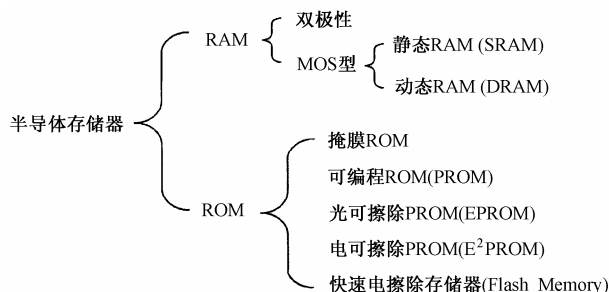 半导体存储器
RAM
双极性
MOS型
静态RAM (SRAM)
动态RAM (DRAM)
ROM
掩膜ROM
可编程ROM(PROM)
光可擦除PROM(EPROM)
电可擦除PROM(E²PROM)
快速电擦除存储器(Flash Memory)